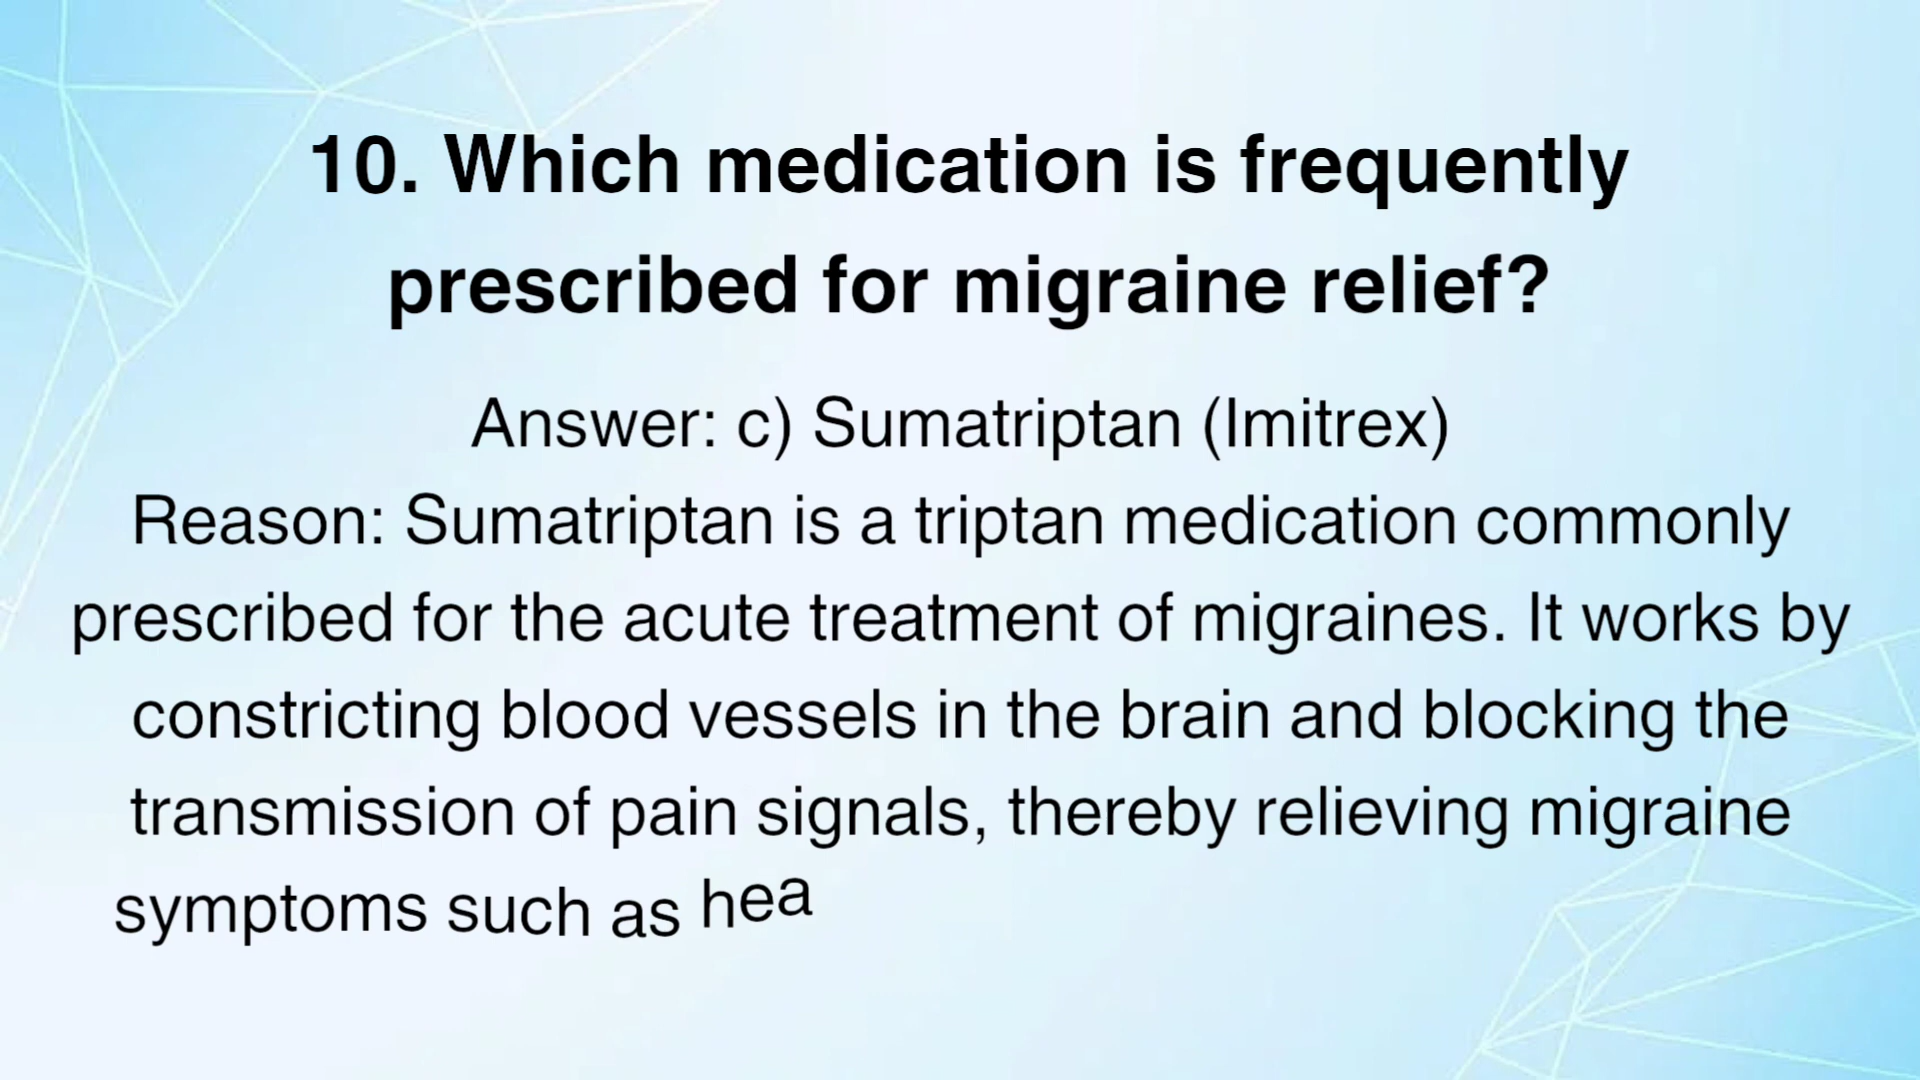 10. Which medication is frequently
prescribed for migraine relief?
Answer: c) Sumatriptan (Imitrex)
Reason: Sumatriptan is a triptan medication commonly
prescribed for the acute treatment of migraines. It works by
constricting blood vessels in the brain and blocking the
transmission of pain signals, thereby relieving migraine
symptoms such as hea